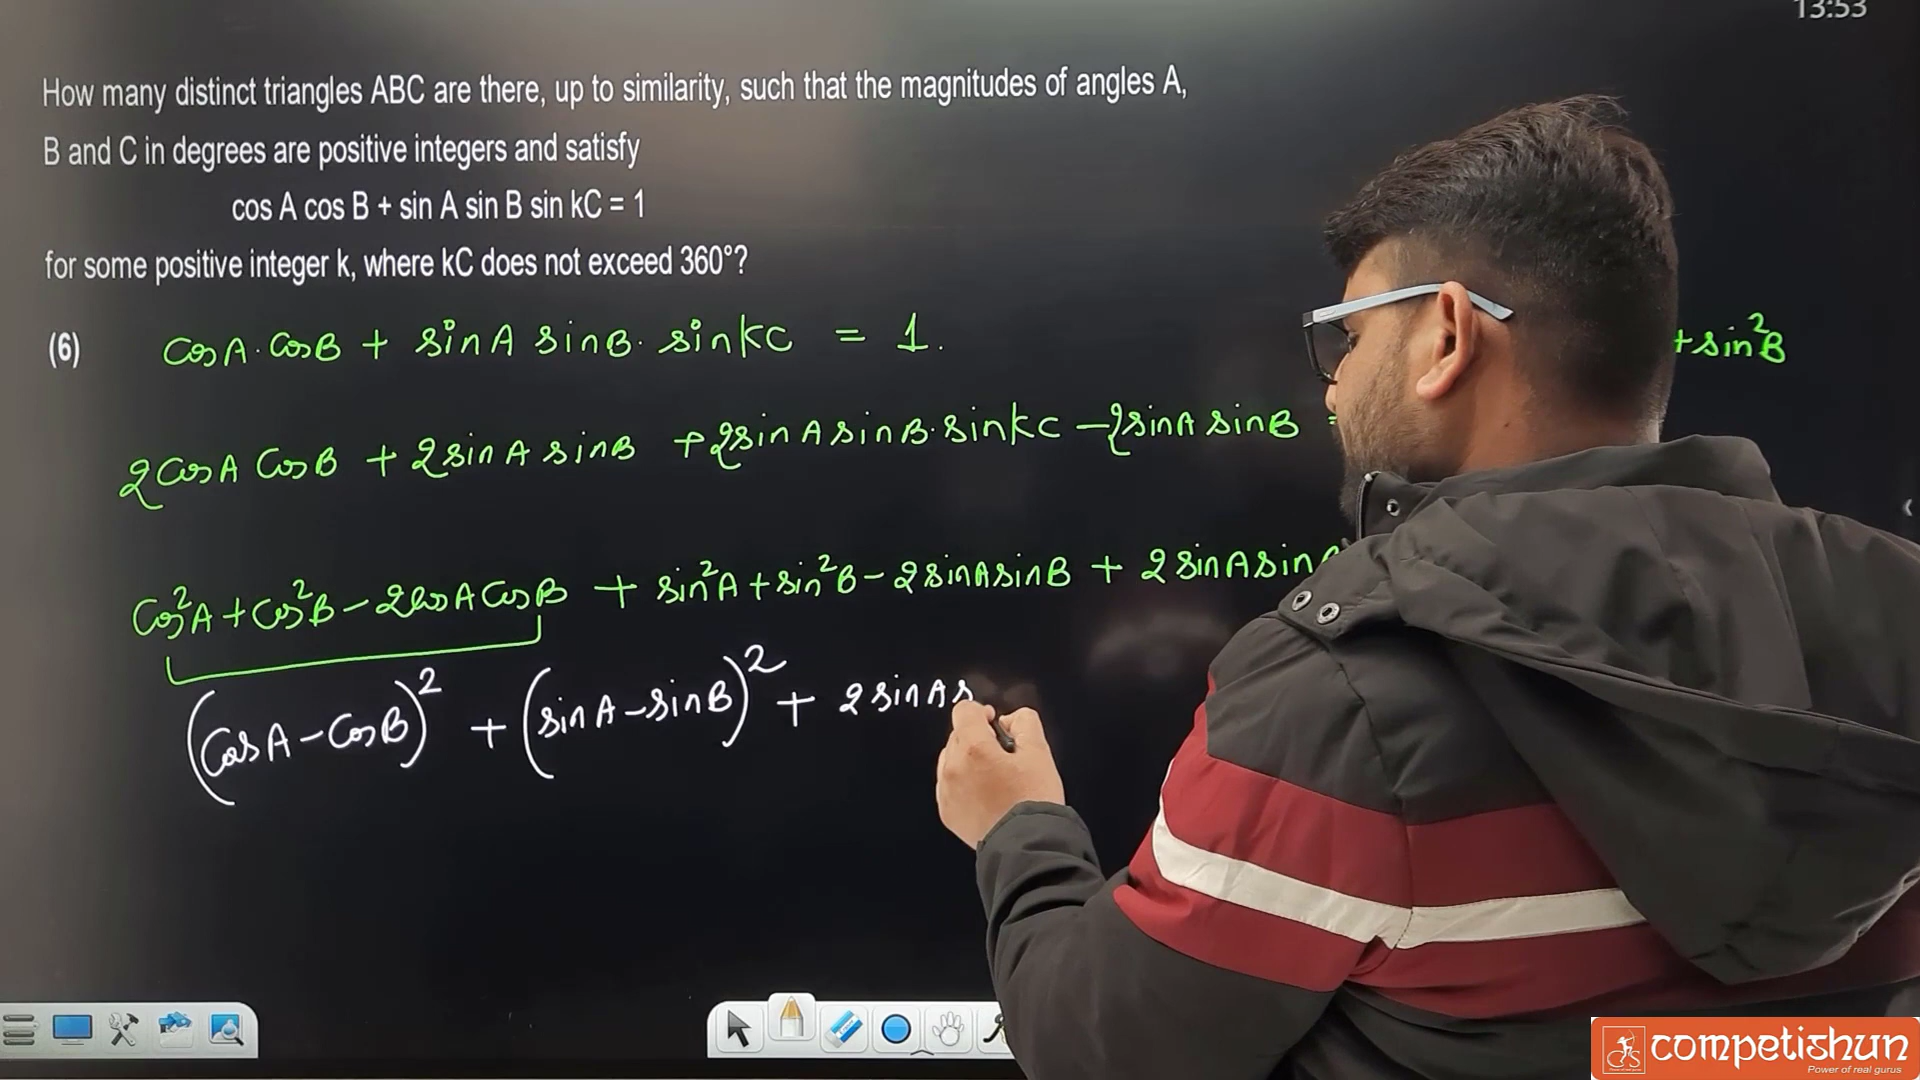 13:53
How many distinct triangles ABC are there, up to similarity, such that the magnitudes of angles A,
B and C in degrees are positive integers and satisfy
cos A cos B + sin A sin B sin kC = 1
for some positive integer k, where kC does not exceed 360°?
(6) cosA.cosB + sinA sinB. sinkC = 1.
+ sin²B
2cosA cosB + 2sinA sinB + 2sinA sinB.sinkC - 2sinA sinB =
cos²A + cos²B - 2cosA cosB + sin²A + sin²B - 2sinA sinB + 2sinA sin
(cosA - cosB)² + (sinA - sinB)² + 2sinA s
competishun
Power of real gurus